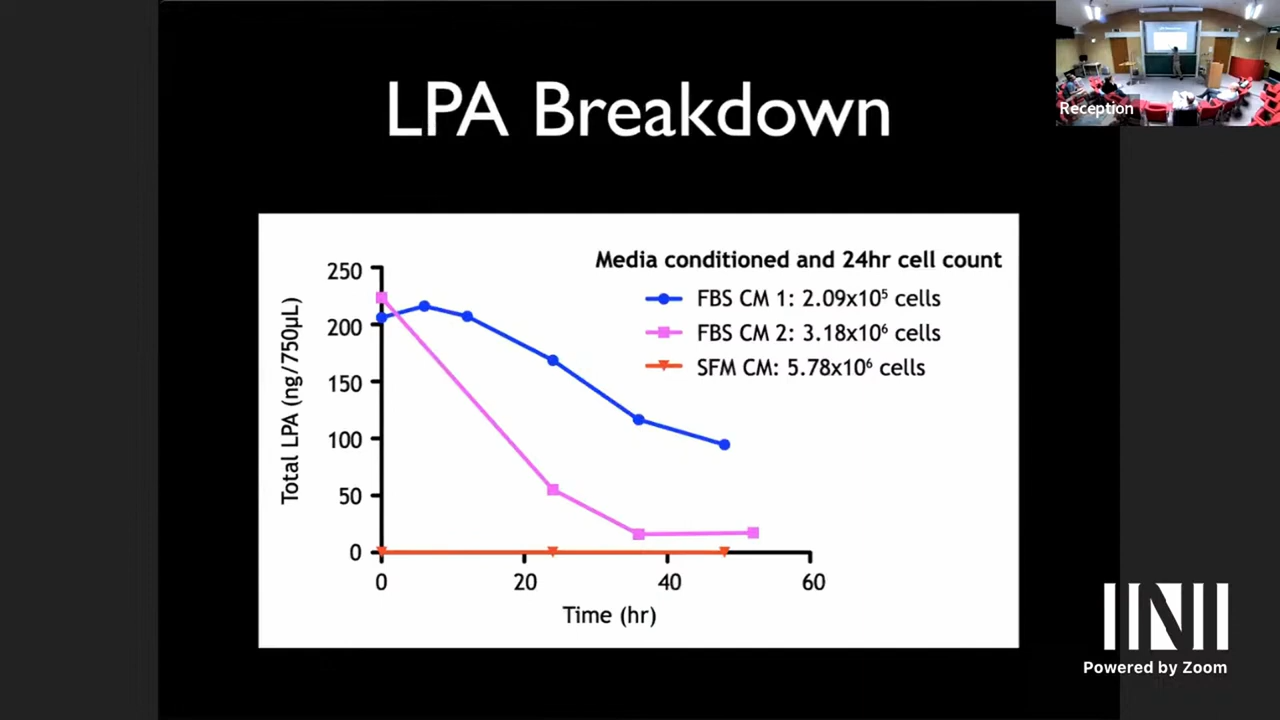 LPA Breakdown
Reception
Media conditioned and 24hr cell count
FBS CM 1: 2.09x10⁵ cells
FBS CM 2: 3.18x10⁶ cells
SFM CM: 5.78x10⁶ cells
Total LPA (ng/750µL)
250
200
150
100
50
0
0 20 40 60
Time (hr)
INI
Powered by Zoom